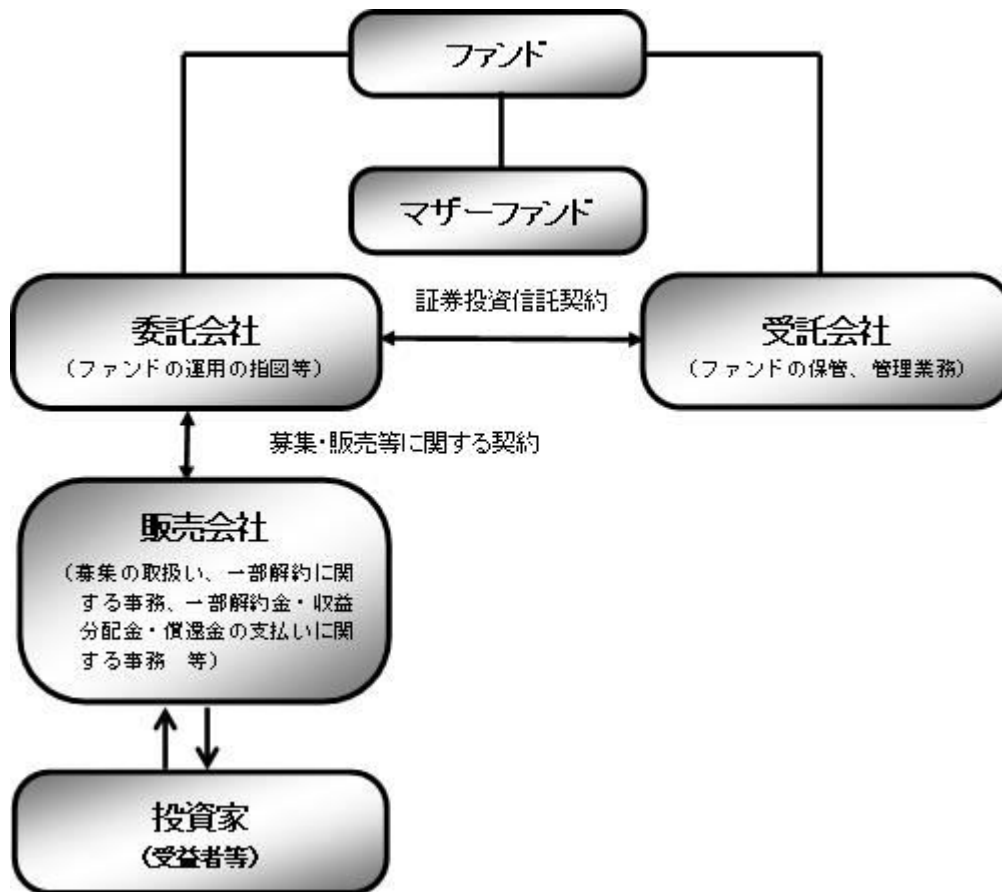 ファンド
マザーファンド
証券投資信託契約
委託会社
（ファンドの運用の指図等）
受託会社
（ファンドの保管、管理業務）
募集・販売等に関する契約
販売会社
（募集の取扱い、一部解約に関
する事務、一部解約金・収益
分配金・償還金の支払いに関
する事務　等）
投資家
（受益者等）